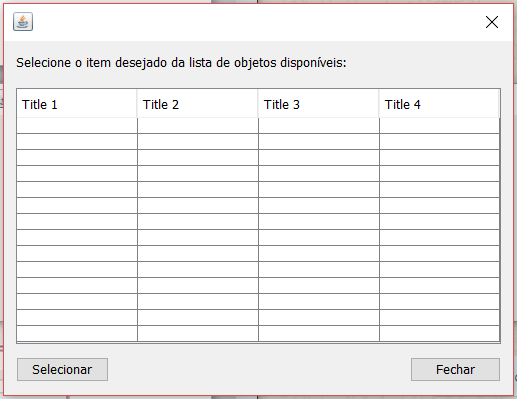 Selecione o item desejado da lista de objetos disponíveis:
Title 1 Title 2 Title 3 Title 4
Selecionar Fechar